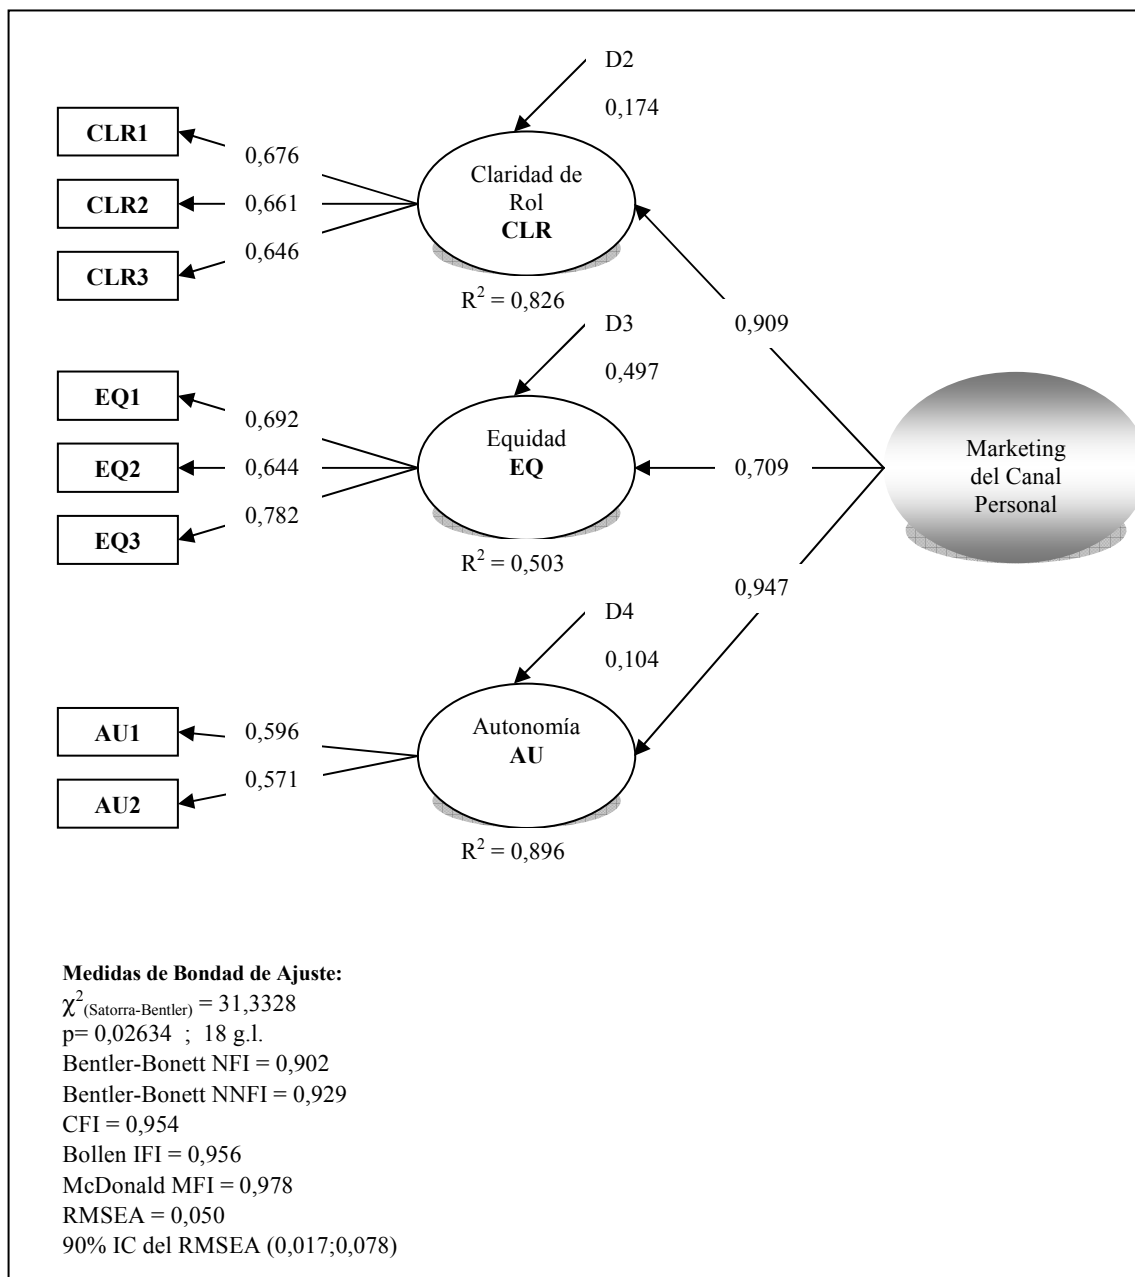 D2
0,174
CLR1
0,676
CLR2
0,661
CLR3
0,646
Claridad de
Rol
CLR
R² = 0,826
0,909
D3
0,497
EQ1
0,692
EQ2
0,644
EQ3
0,782
Equidad
EQ
R² = 0,503
0,709
Marketing
del Canal
Personal
0,947
D4
0,104
AU1
0,596
AU2
0,571
Autonomía
AU
R² = 0,896
Medidas de Bondad de Ajuste:
χ²(Satorra-Bentler) = 31,3328
p= 0,02634 ; 18 g.l.
Bentler-Bonett NFI = 0,902
Bentler-Bonett NNFI = 0,929
CFI = 0,954
Bollen IFI = 0,956
McDonald MFI = 0,978
RMSEA = 0,050
90% IC del RMSEA (0,017;0,078)